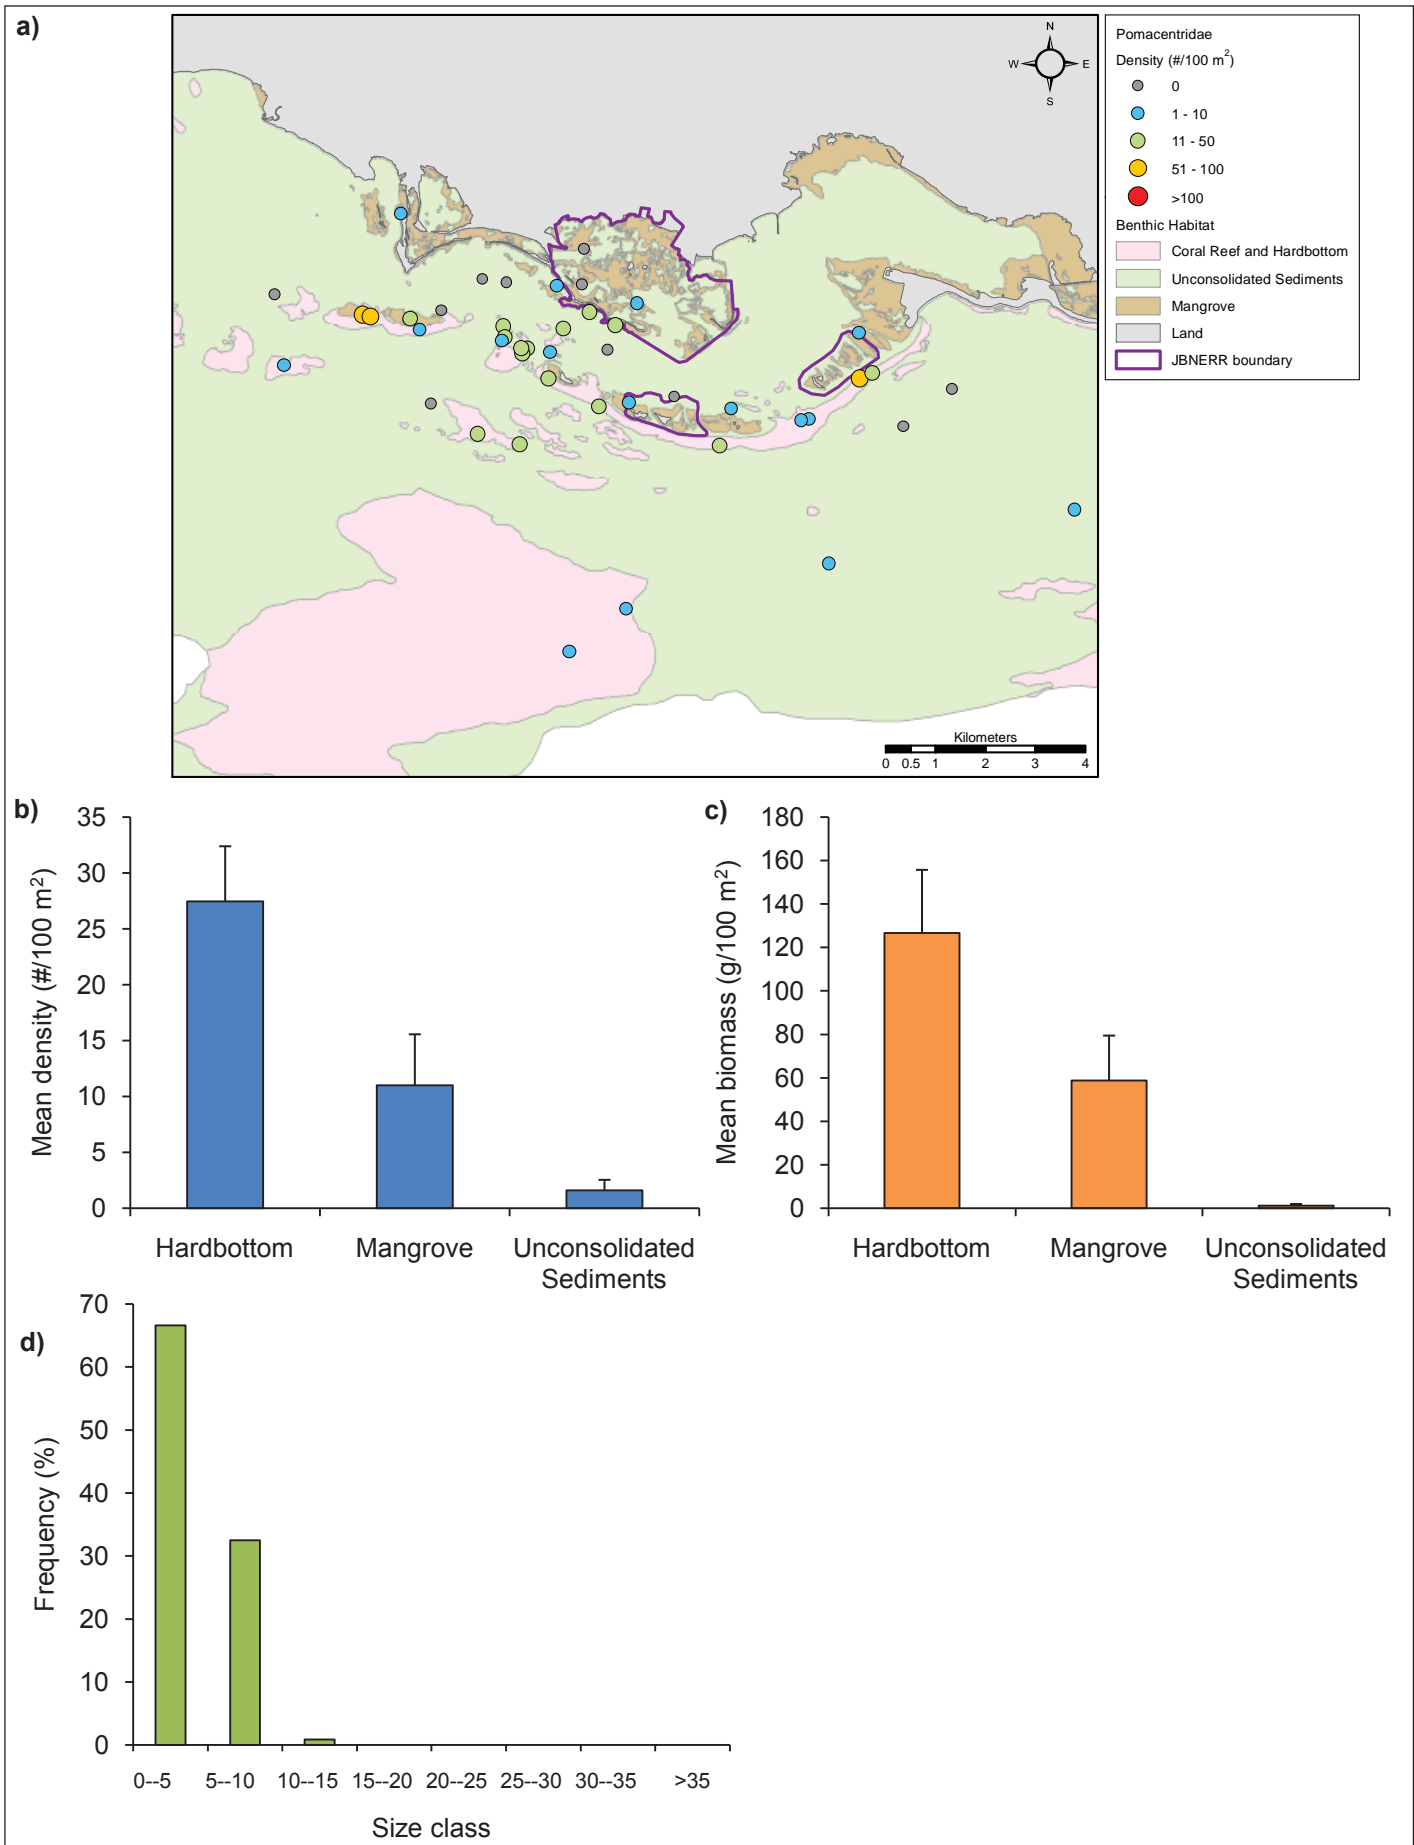 a)
N
W E
S
Pomacentridae
Density (#/100 m²)
0
1 - 10
11 - 50
51 - 100
>100
Benthic Habitat
Coral Reef and Hardbottom
Unconsolidated Sediments
Mangrove
Land
JBNERR boundary
Kilometers
0 0.5 1 2 3 4
b)
Mean density (#/100 m²)
35
30
25
20
15
10
5
0
Hardbottom Mangrove Unconsolidated
Sediments
c)
Mean biomass (g/100 m²)
180
160
140
120
100
80
60
40
20
0
Hardbottom Mangrove Unconsolidated
Sediments
d)
Frequency (%)
70
60
50
40
30
20
10
0
0--5 5--10 10--15 15--20 20--25 25--30 30--35 >35
Size class